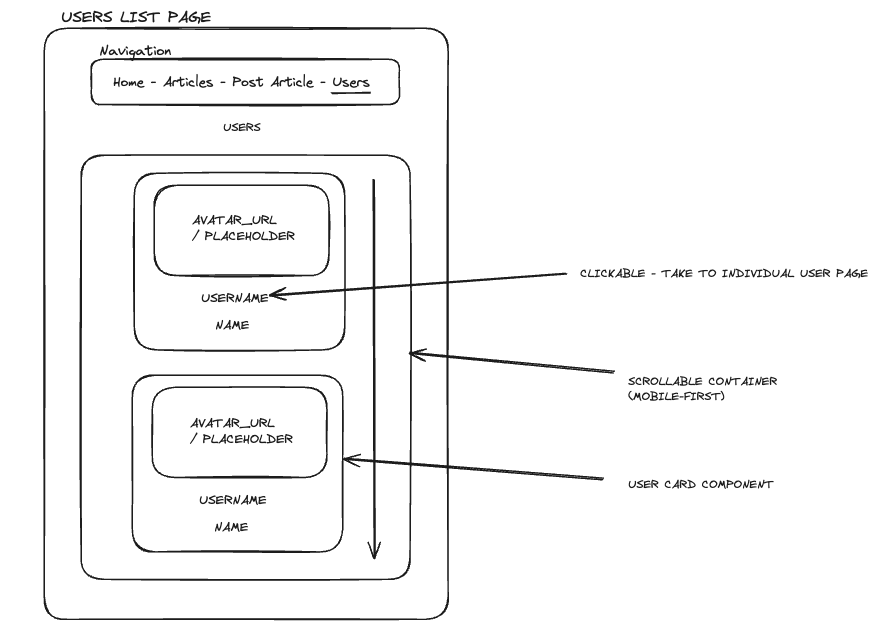 USERS LIST PAGE
Navigation
Home - Articles - Post Article - Users
USERS
AVATAR_URL
/ PLACEHOLDER
USERNAME
NAME
CLICKABLE - TAKE TO INDIVIDUAL USER PAGE
SCROLLABLE CONTAINER
(MOBILE-FIRST)
AVATAR_URL
/ PLACEHOLDER
USERNAME
NAME
USER CARD COMPONENT